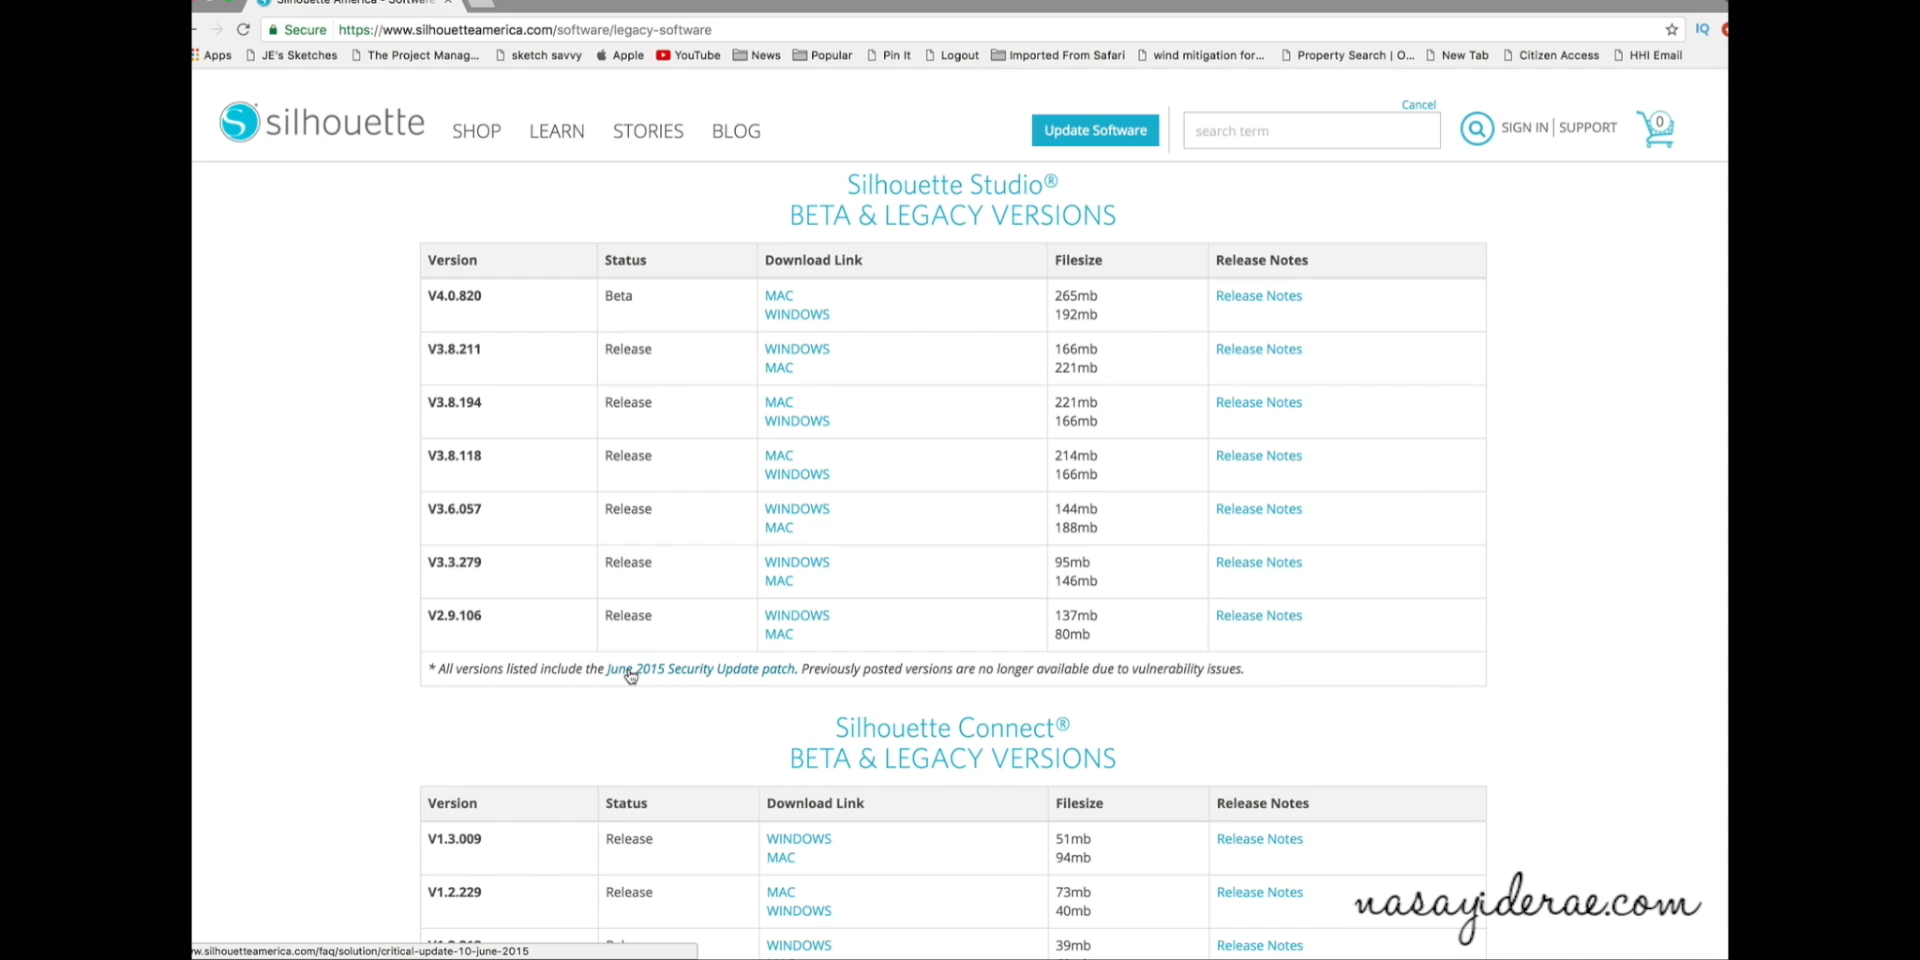 Silhouette America - Software
Secure https://www.silhouetteamerica.com/software/legacy-software IQ
Apps JE's Sketches The Project Manag... sketch savvy Apple YouTube News Popular Pin It Logout Imported From Safari wind mitigation for... Property Search | O... New Tab Citizen Access HHI Email
silhouette SHOP LEARN STORIES BLOG Update Software search term Cancel SIGN IN | SUPPORT 0
Silhouette Studio®
BETA & LEGACY VERSIONS
Version Status Download Link Filesize Release Notes
V4.0.820 Beta MAC 265mb Release Notes
WINDOWS 192mb
V3.8.211 Release WINDOWS 166mb Release Notes
MAC 221mb
V3.8.194 Release MAC 221mb Release Notes
WINDOWS 166mb
V3.8.118 Release MAC 214mb Release Notes
WINDOWS 166mb
V3.6.057 Release WINDOWS 144mb Release Notes
MAC 188mb
V3.3.279 Release WINDOWS 95mb Release Notes
MAC 146mb
V2.9.106 Release WINDOWS 137mb Release Notes
MAC 80mb
* All versions listed include the June 2015 Security Update patch. Previously posted versions are no longer available due to vulnerability issues.
Silhouette Connect®
BETA & LEGACY VERSIONS
Version Status Download Link Filesize Release Notes
V1.3.009 Release WINDOWS 51mb Release Notes
MAC 94mb
V1.2.229 Release MAC 73mb Release Notes
WINDOWS 40mb
WINDOWS 39mb Release Notes
w.silhouetteamerica.com/faq/solution/critical-update-10-june-2015
nasayiderae.com